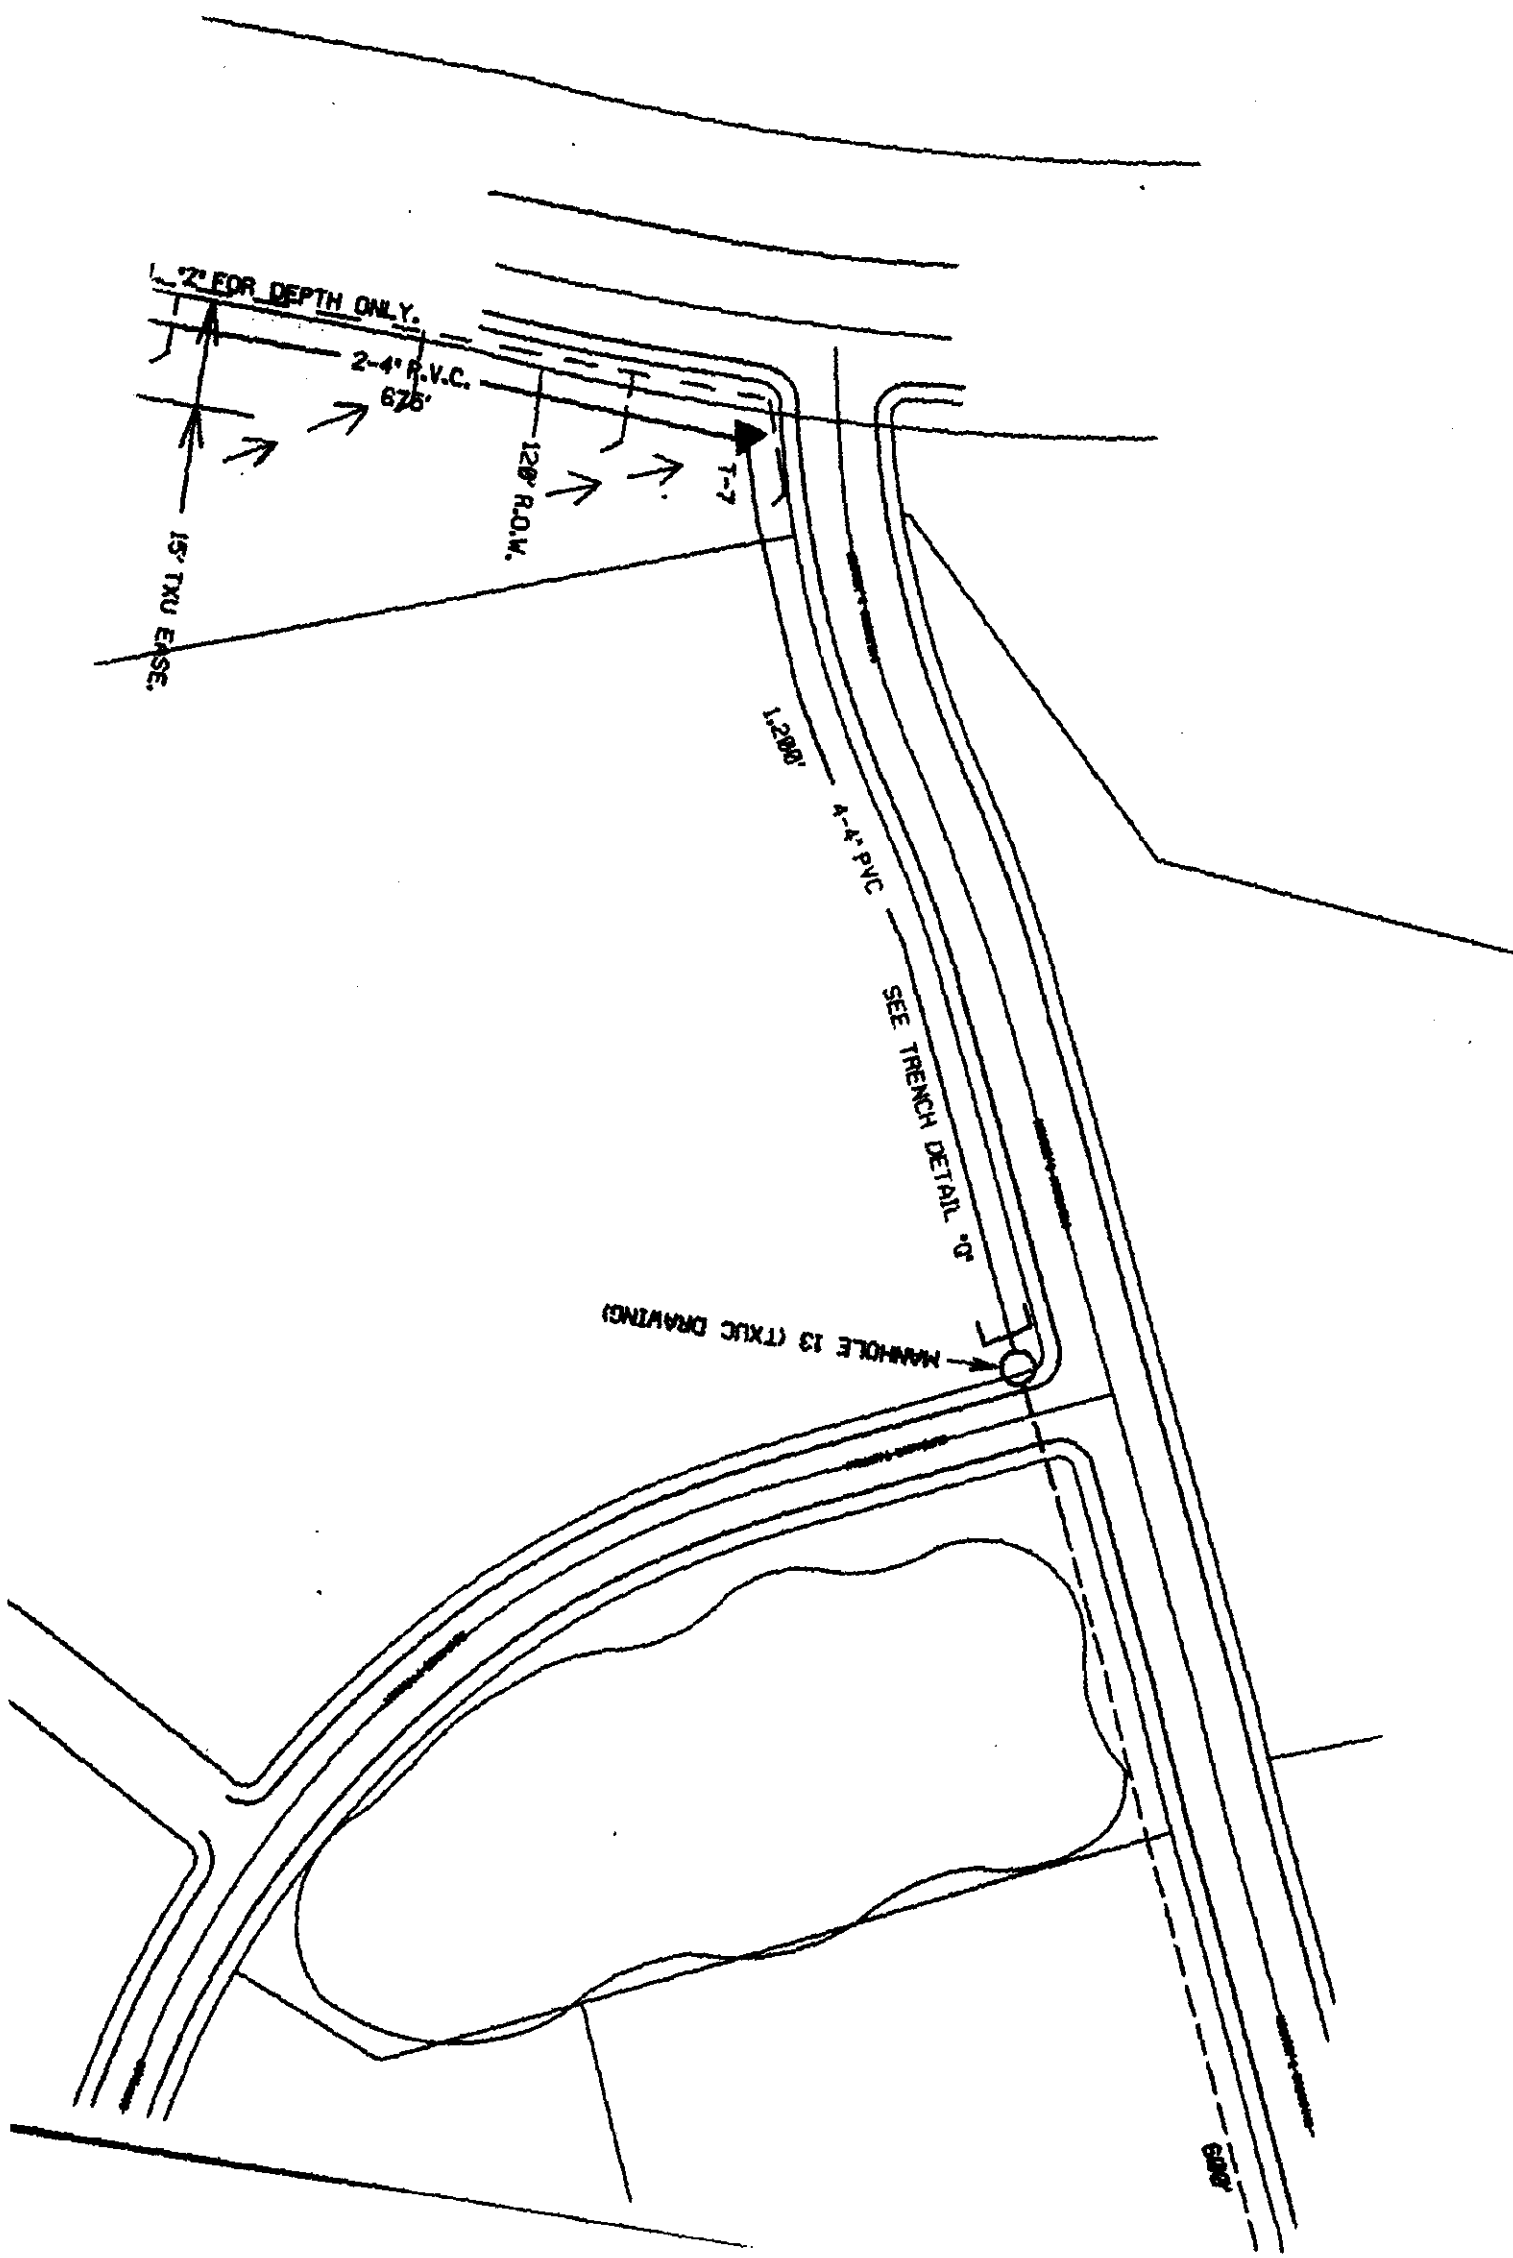 "Z" FOR DEPTH ONLY.
2-4" P.V.C.
675'
120' R.O.W.
T-7
15' TXU EASE.
1,200'
4-4" PVC
SEE TRENCH DETAIL "Q"
MANHOLE 13 (TXUC DRAWING)
600'